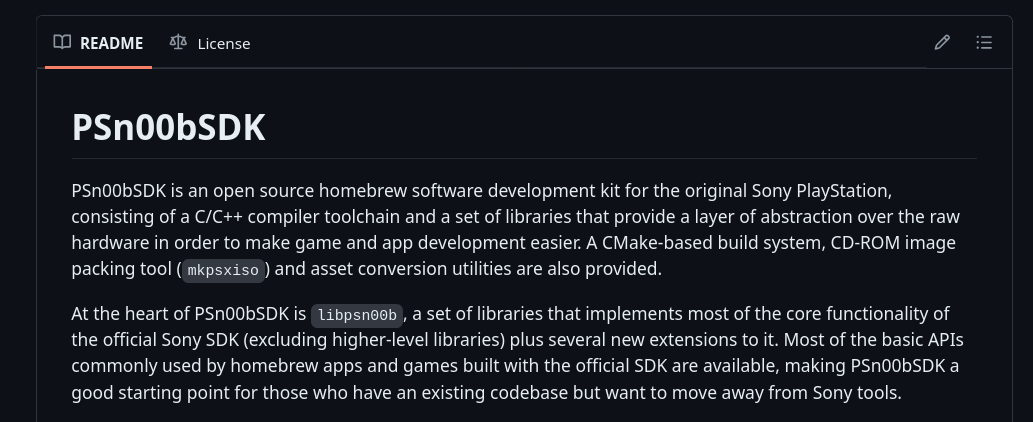 README License
PSn00bSDK
PSn00bSDK is an open source homebrew software development kit for the original Sony PlayStation,
consisting of a C/C++ compiler toolchain and a set of libraries that provide a layer of abstraction over the raw
hardware in order to make game and app development easier. A CMake-based build system, CD-ROM image
packing tool (mkpsxiso) and asset conversion utilities are also provided.
At the heart of PSn00bSDK is libpsn00b, a set of libraries that implements most of the core functionality of
the official Sony SDK (excluding higher-level libraries) plus several new extensions to it. Most of the basic APIs
commonly used by homebrew apps and games built with the official SDK are available, making PSn00bSDK a
good starting point for those who have an existing codebase but want to move away from Sony tools.